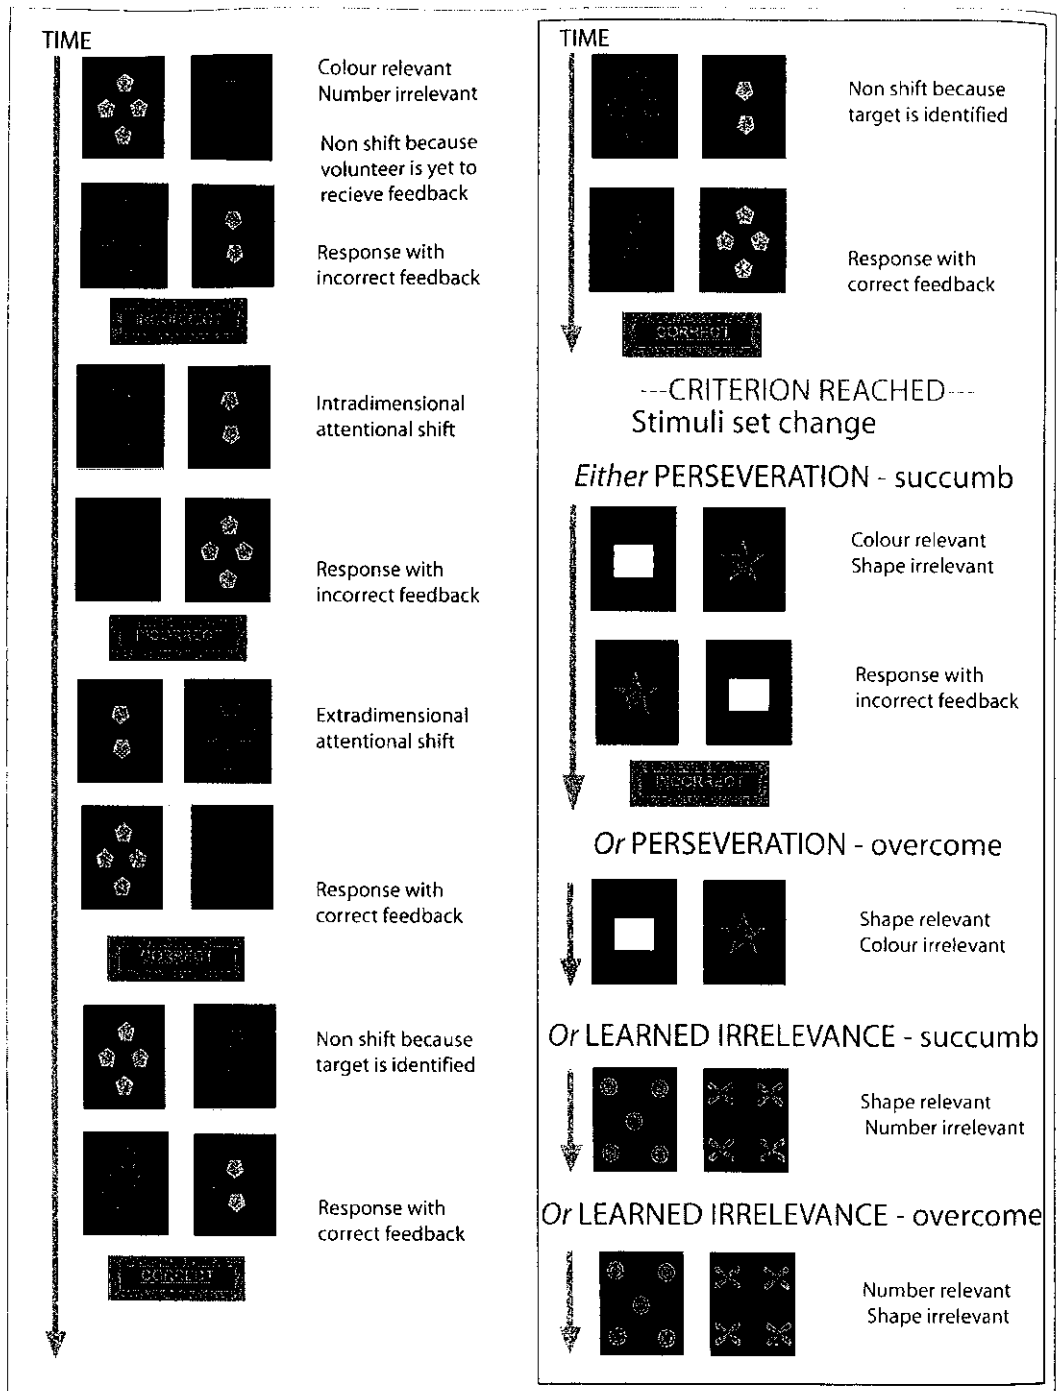 TIME
Colour relevant
Number irrelevant
Non shift because
volunteer is yet to
recieve feedback
Response with
incorrect feedback
INCORRECT
Intradimensional
attentional shift
Response with
incorrect feedback
INCORRECT
Extradimensional
attentional shift
Response with
correct feedback
CORRECT
Non shift because
target is identified
Response with
correct feedback
CORRECT
TIME
Non shift because
target is identified
Response with
correct feedback
CORRECT
---CRITERION REACHED---
Stimuli set change
Either PERSEVERATION - succumb
Colour relevant
Shape irrelevant
Response with
incorrect feedback
INCORRECT
Or PERSEVERATION - overcome
Shape relevant
Colour irrelevant
Or LEARNED IRRELEVANCE - succumb
Shape relevant
Number irrelevant
Or LEARNED IRRELEVANCE - overcome
Number relevant
Shape irrelevant